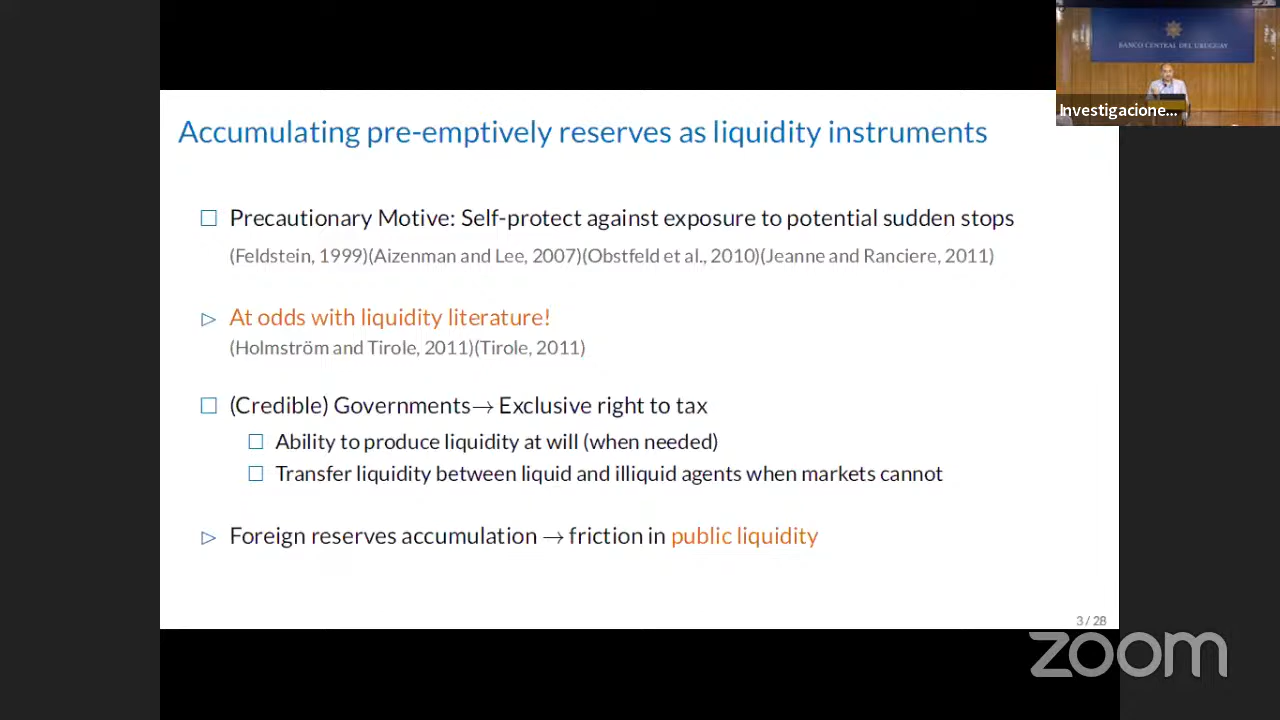 BANCO CENTRAL DEL URUGUAY
Investigacione...
Accumulating pre-emptively reserves as liquidity instruments
□ Precautionary Motive: Self-protect against exposure to potential sudden stops
(Feldstein, 1999)(Aizenman and Lee, 2007)(Obstfeld et al., 2010)(Jeanne and Ranciere, 2011)
▷ At odds with liquidity literature!
(Holmström and Tirole, 2011)(Tirole, 2011)
□ (Credible) Governments→ Exclusive right to tax
□ Ability to produce liquidity at will (when needed)
□ Transfer liquidity between liquid and illiquid agents when markets cannot
▷ Foreign reserves accumulation → friction in public liquidity
3 / 28
zoom